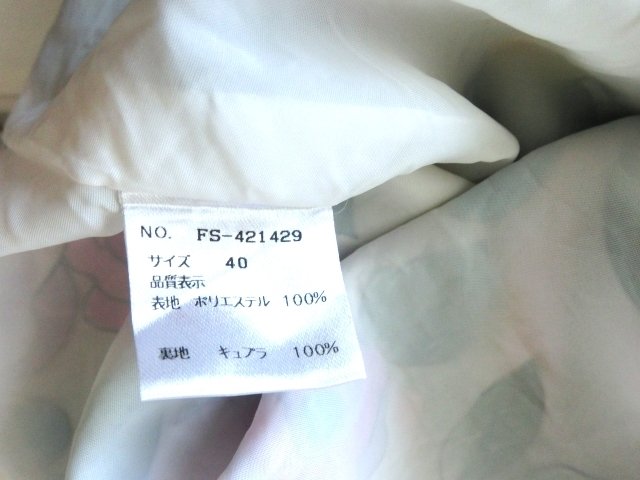 NO. FS-421429
サイズ 40
品質表示
表地 ポリエステル 100%
裏地 キュプラ 100%